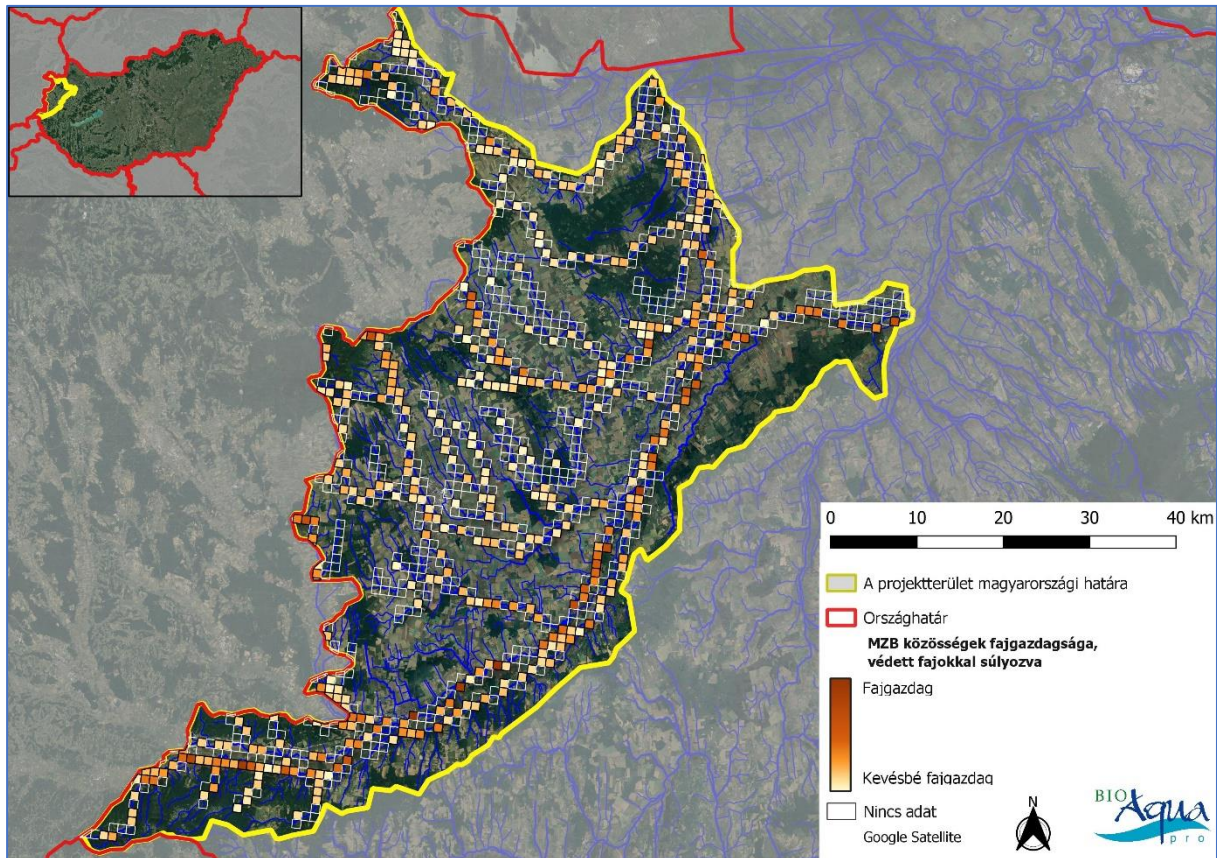 0 10 20 30 40 km
A projektterület magyarországi határa
Országhatár
MZB közösségek fajgazdagsága,
védett fajokkal súlyozva
Fajgazdag
Kevésbé fajgazdag
Nincs adat
Google Satellite
N
BIO
Aqua
pro